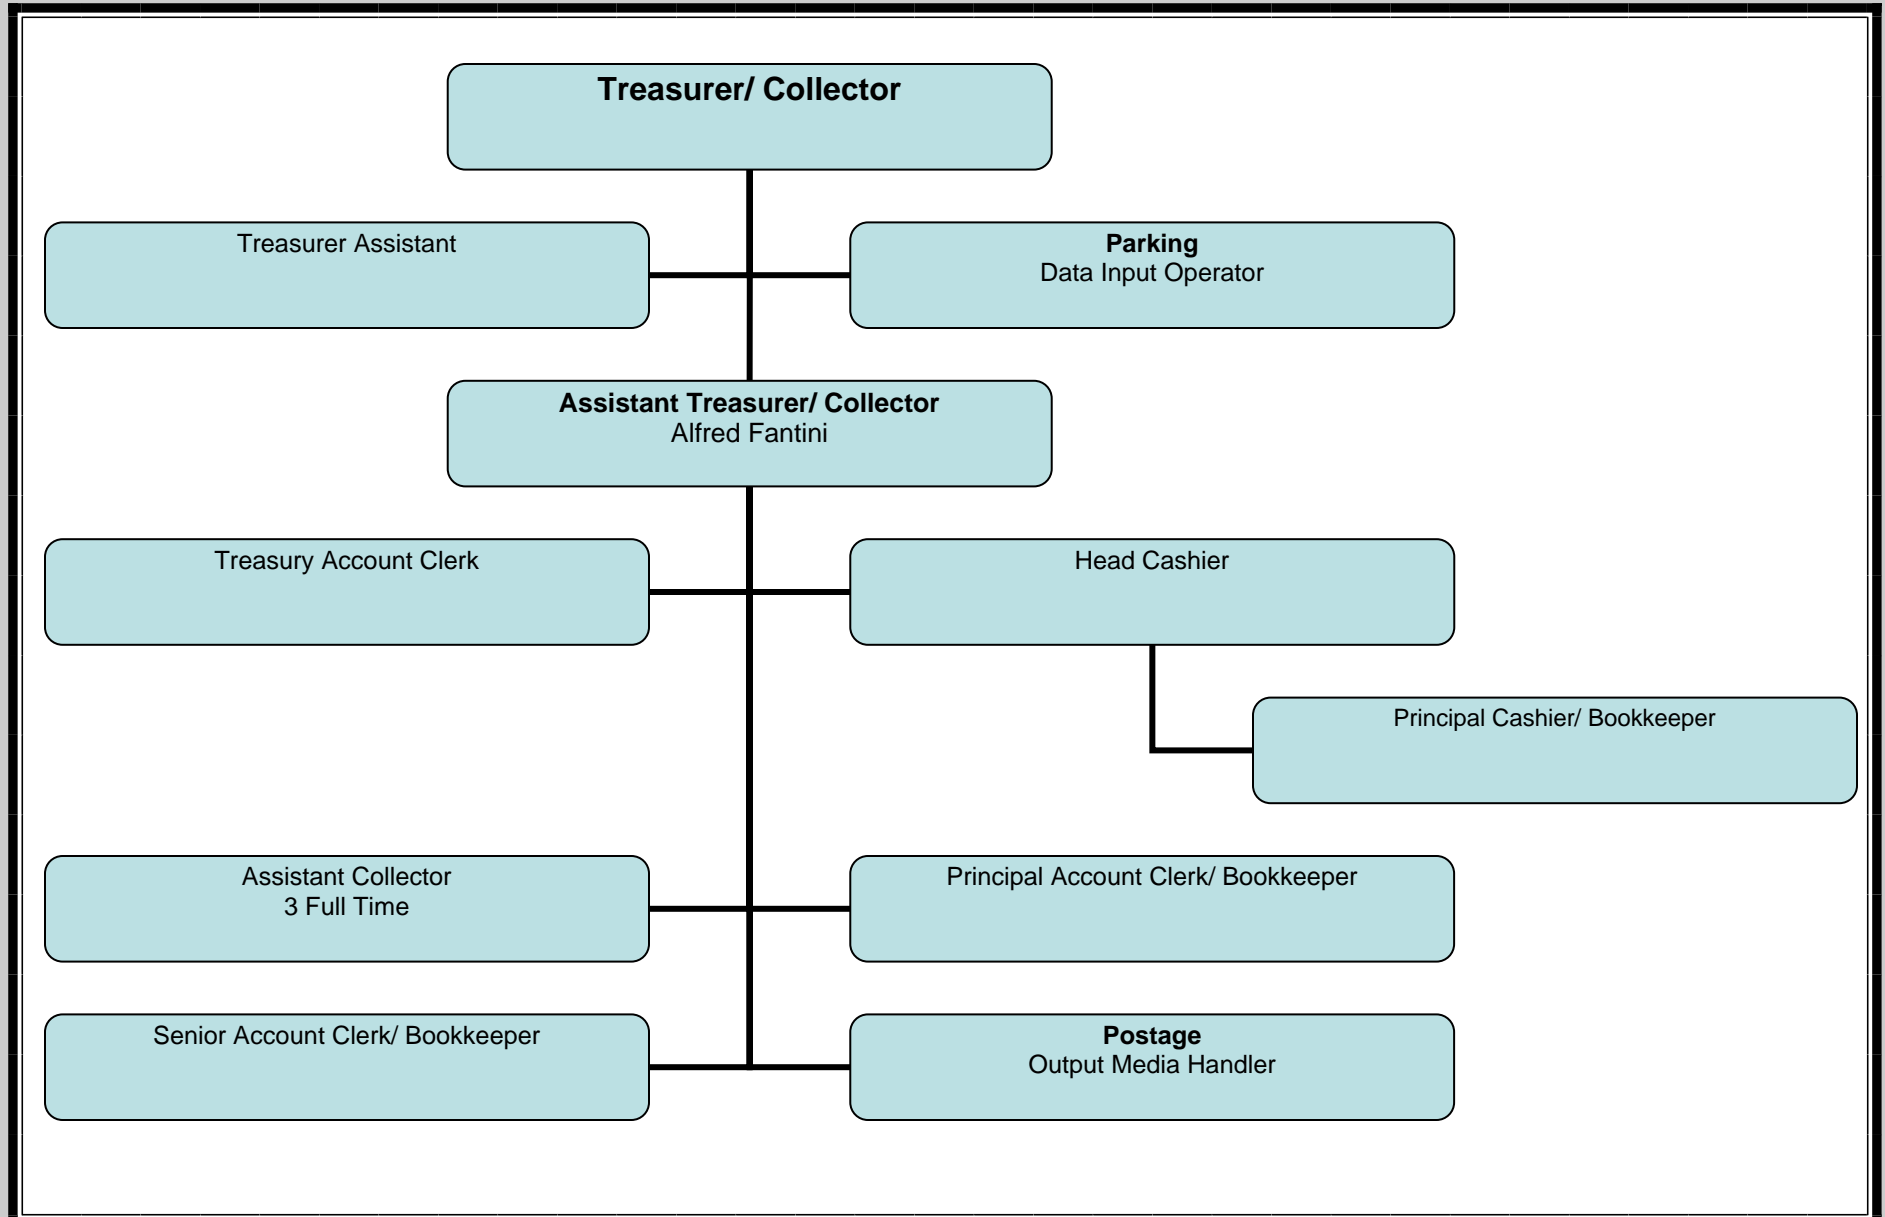 Treasurer/ Collector
Treasurer Assistant
Parking
Data Input Operator
Assistant Treasurer/ Collector
Alfred Fantini
Treasury Account Clerk
Head Cashier
Principal Cashier/ Bookkeeper
Assistant Collector
3 Full Time
Principal Account Clerk/ Bookkeeper
Senior Account Clerk/ Bookkeeper
Postage
Output Media Handler